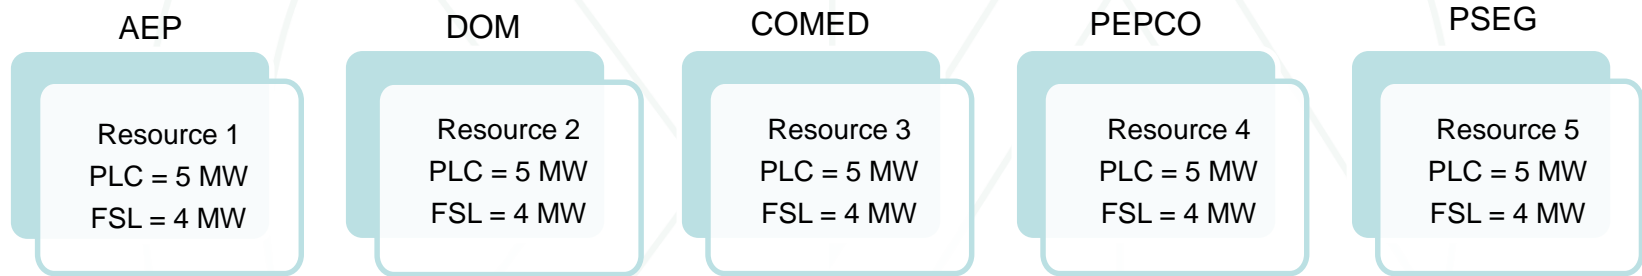 AEP
Resource 1
PLC = 5 MW
FSL = 4 MW
DOM
Resource 2
PLC = 5 MW
FSL = 4 MW
COMED
Resource 3
PLC = 5 MW
FSL = 4 MW
PEPCO
Resource 4
PLC = 5 MW
FSL = 4 MW
PSEG
Resource 5
PLC = 5 MW
FSL = 4 MW